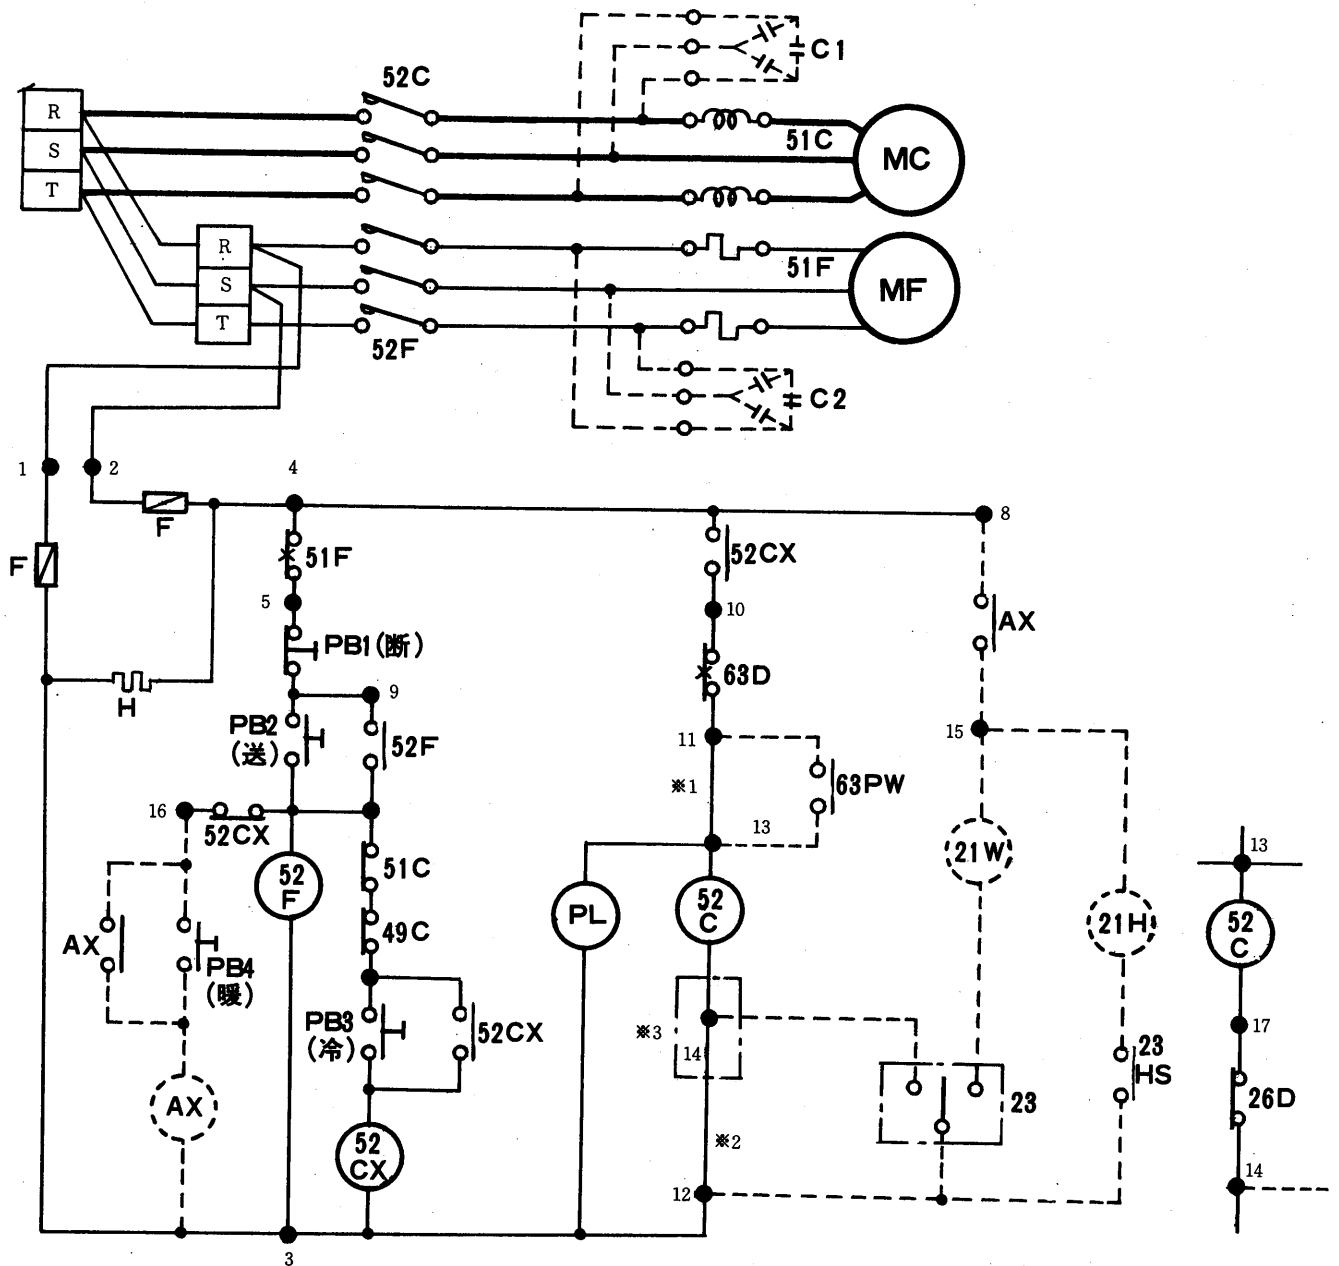 C1
52C
R
S
T
51C
MC
R
S
T
51F
MF
52F
C2
1
2
4
F
8
F
51F
52CX
5
10
AX
PB1(断)
63D
H
9
PB2
(送)
52F
11
15
※1
63PW
16
52CX
13
21W
13
51C
52
F
PL
52
C
21H
52
C
AX
49C
PB4
(暖)
PB3
(冷)
52CX
※3
14
17
23
HS
AX
23
26D
52
CX
※2
12
14
3